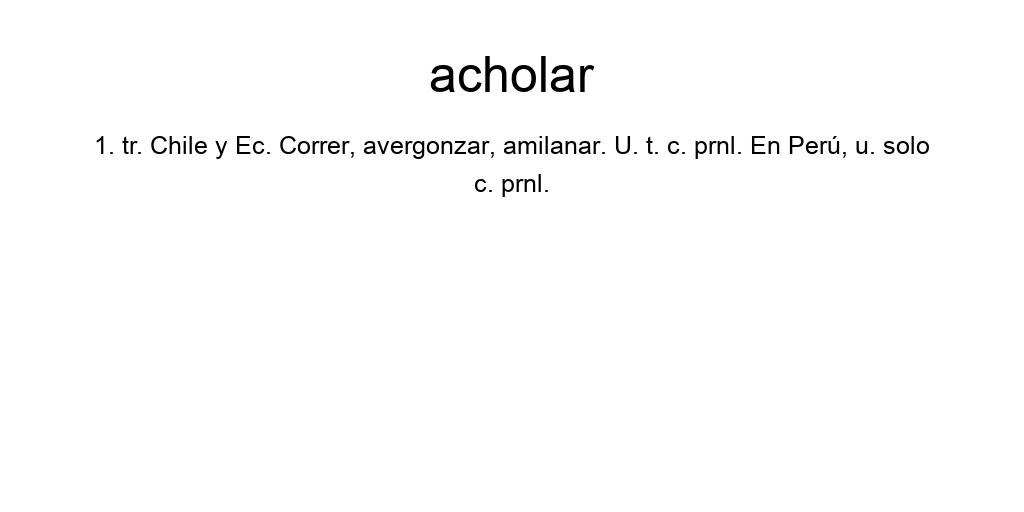 acholar
1. tr. Chile y Ec. Correr, avergonzar, amilanar. U. t. c. prnl. En Perú, u. solo
c. prnl.